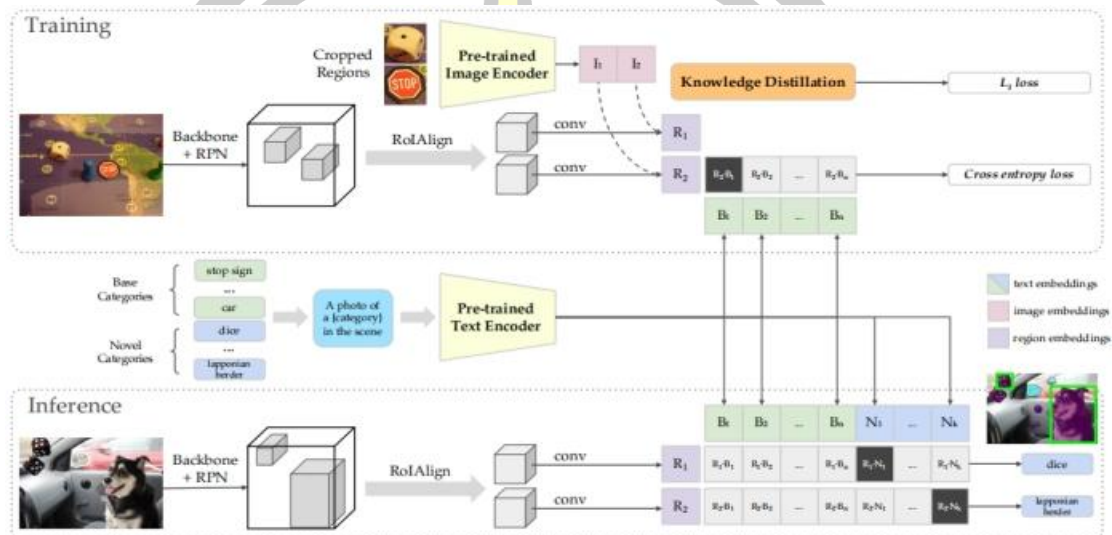 Training
Cropped
Regions
STOP
Pre-trained
Image Encoder
I₁ I₂
Knowledge Distillation
L₁ loss
Backbone
+ RPN
RoIAlign
conv
conv
R₁
R₂
R₂·B₁ R₂·B₂ ... R₂·Bₙ
Cross entropy loss
B₁ B₂ ... Bₙ
Base
Categories
stop sign
...
car
Novel
Categories
dice
...
lapponian
herder
A photo of
a {category}
in the scene
Pre-trained
Text Encoder
text embeddings
image embeddings
region embeddings
Inference
Backbone
+ RPN
RoIAlign
conv
conv
B₁ B₂ ... Bₙ N₁ ... Nₖ
R₁
R₁·B₁ R₁·B₂ ... R₁·Bₙ R₁·N₁ ... R₁·Nₖ
dice
R₂
R₂·B₁ R₂·B₂ ... R₂·Bₙ R₂·N₁ ... R₂·Nₖ
lapponian
herder